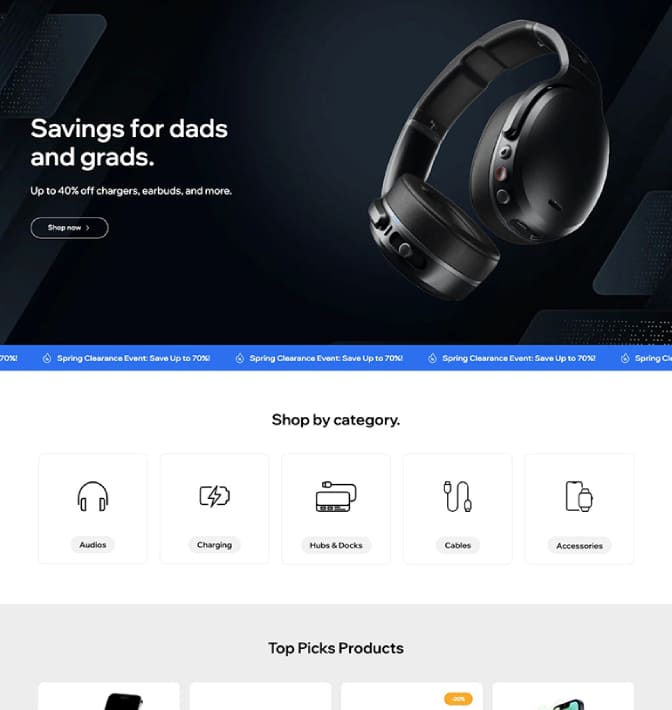 Savings for dads
and grads.
Up to 40% off chargers, earbuds, and more.
Shop now
70%! Spring Clearance Event: Save Up to 70%! Spring Clearance Event: Save Up to 70%! Spring Clearance Event: Save Up to 70%! Spring Cle
Shop by category.
Audios Charging Hubs & Docks Cables Accessories
Top Picks Products
-20%